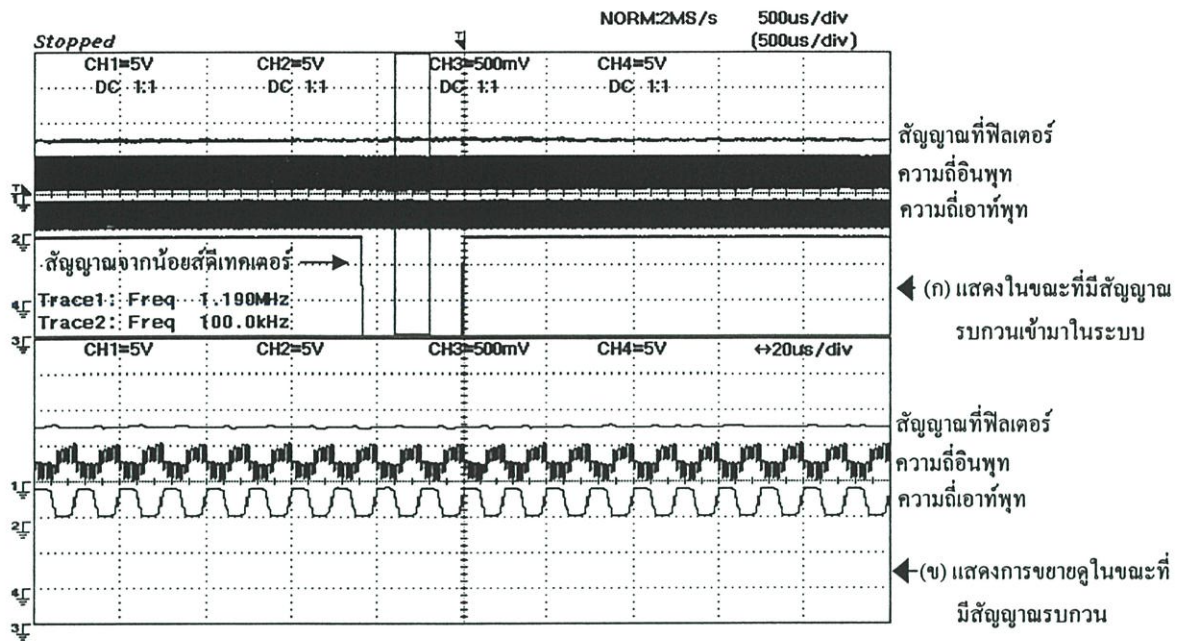 NORM:2MS/s 500us/div
Stopped (500us/div)
CH1=5V CH2=5V CH3=500mV CH4=5V
DC 1:1 DC 1:1 DC 1:1 DC 1:1
สัญญาณที่ฟิลเตอร์
ความถี่อินพุท
ความถี่เอาท์พุท
สัญญาณจากน้อยส์ดีเทคเตอร์
Trace1: Freq 1.190MHz
Trace2: Freq 100.0kHz
(ก) แสดงในขณะที่มีสัญญาณ
รบกวนเข้ามาในระบบ
CH1=5V CH2=5V CH3=500mV CH4=5V ↔20us/div
สัญญาณที่ฟิลเตอร์
ความถี่อินพุท
ความถี่เอาท์พุท
(ข) แสดงการขยายดูในขณะที่
มีสัญญาณรบกวน